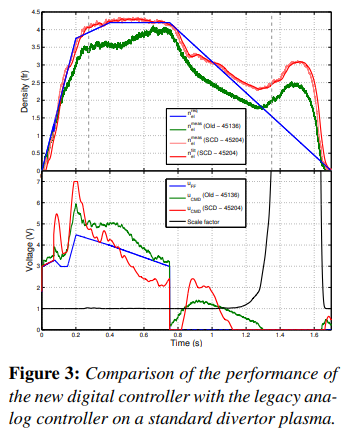 4.5
4
3.5
3
2.5
2
1.5
1
0.5
0
Density (fr)
n_el^req
n_el^meas (Old − 45136)
n_el^meas (SCD − 45204)
(SCD − 45204)
7
6
5
4
3
2
1
0
Voltage (V)
u_FF
u_CMD (Old − 45136)
u_CMD (SCD − 45204)
Scale factor
0 0.2 0.4 0.6 0.8 1 1.2 1.4 1.6
Time (s)
Figure 3: Comparison of the performance of
the new digital controller with the legacy ana-
log controller on a standard divertor plasma.